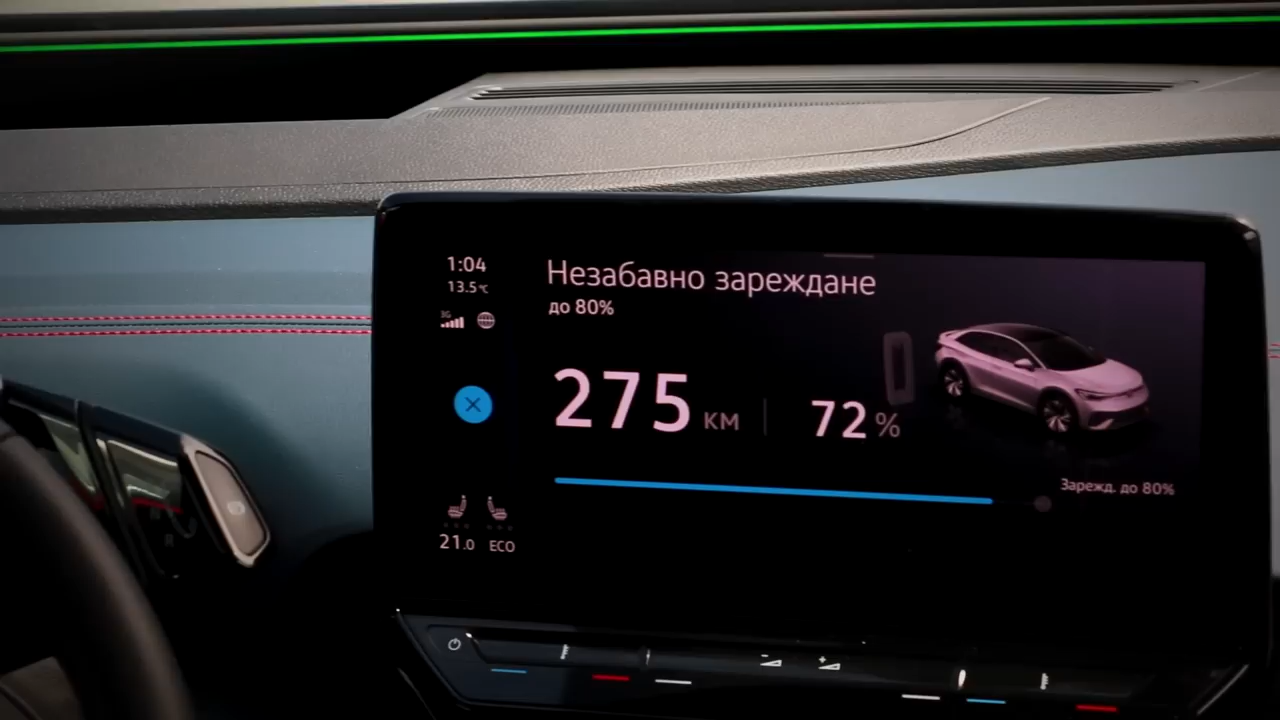 1:04
13.5°C
3G
Незабавно зареждане
до 80%
275 км | 72 %
Зарежд. до 80%
21.0 ECO